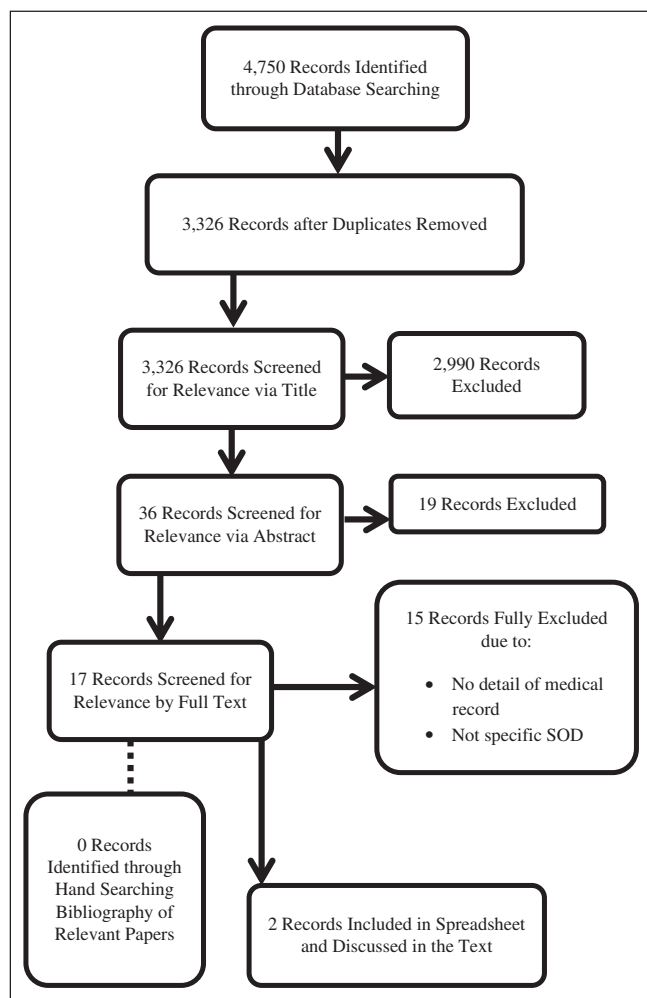 4,750 Records Identified
through Database Searching
3,326 Records after Duplicates Removed
3,326 Records Screened
for Relevance via Title
2,990 Records
Excluded
36 Records Screened for
Relevance via Abstract
19 Records Excluded
17 Records Screened for
Relevance by Full Text
15 Records Fully Excluded
due to:
• No detail of medical
record
• Not specific SOD
0 Records
Identified through
Hand Searching
Bibliography of
Relevant Papers
2 Records Included in Spreadsheet
and Discussed in the Text